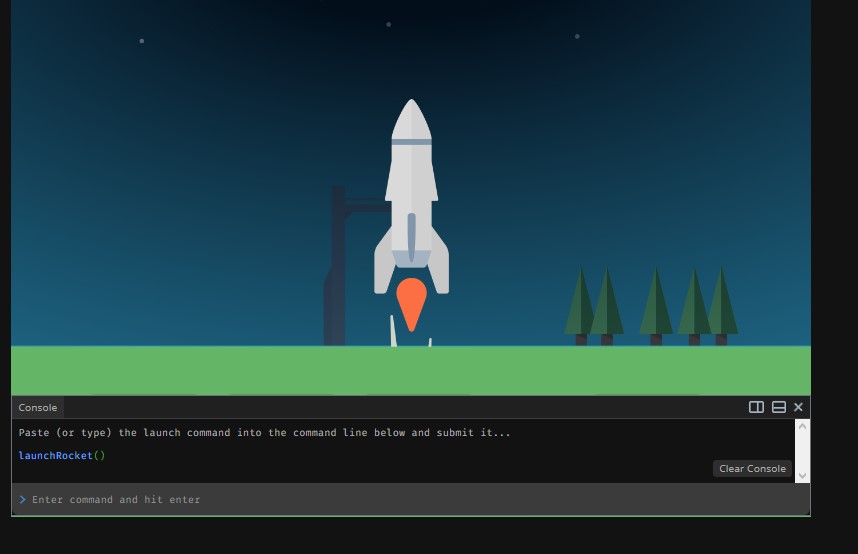 Console
Paste (or type) the launch command into the command line below and submit it...
launchRocket()
Clear Console
Enter command and hit enter